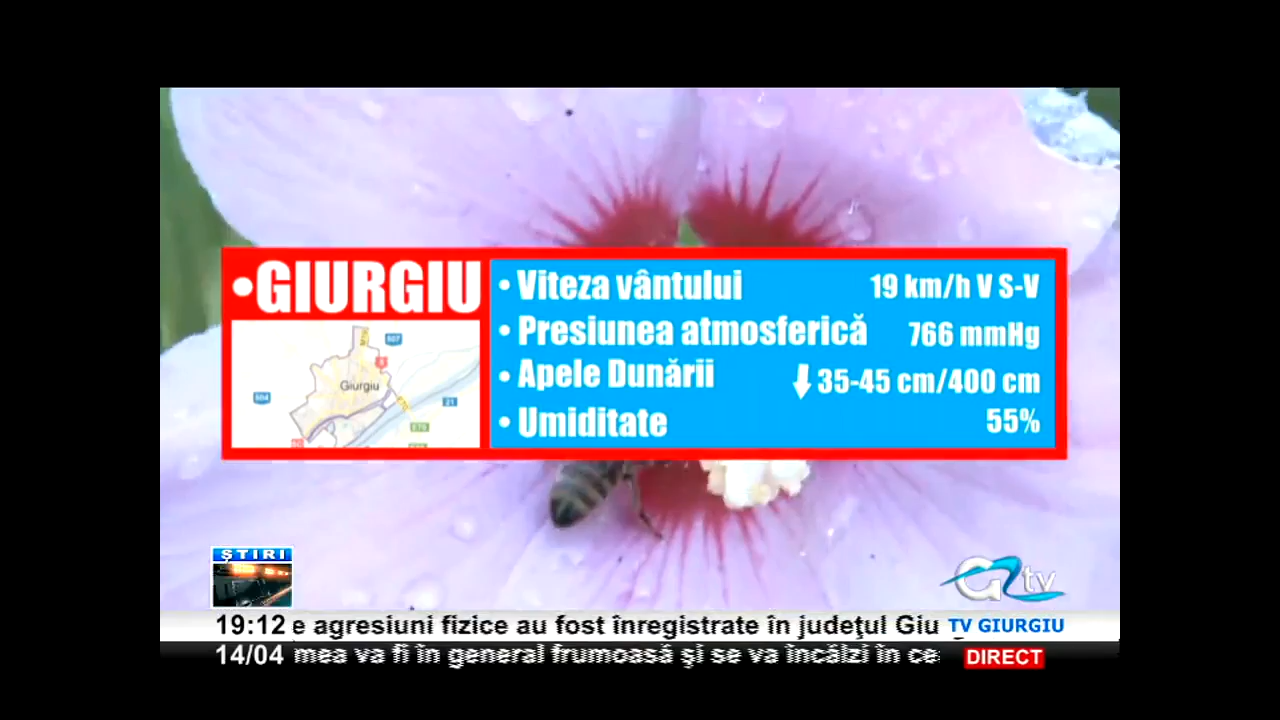 •GIURGIU
• Viteza vântului 19 km/h V S-V
• Presiunea atmosferică 766 mmHg
• Apele Dunării 35-45 cm/400 cm
• Umiditate 55%
Giurgiu
ŞTIRI
tv
19:12 e agresiuni fizice au fost înregistrate în judeţul Giu
TV GIURGIU
14/04 mea va fi în general frumoasă şi se va încălzi în ce
DIRECT